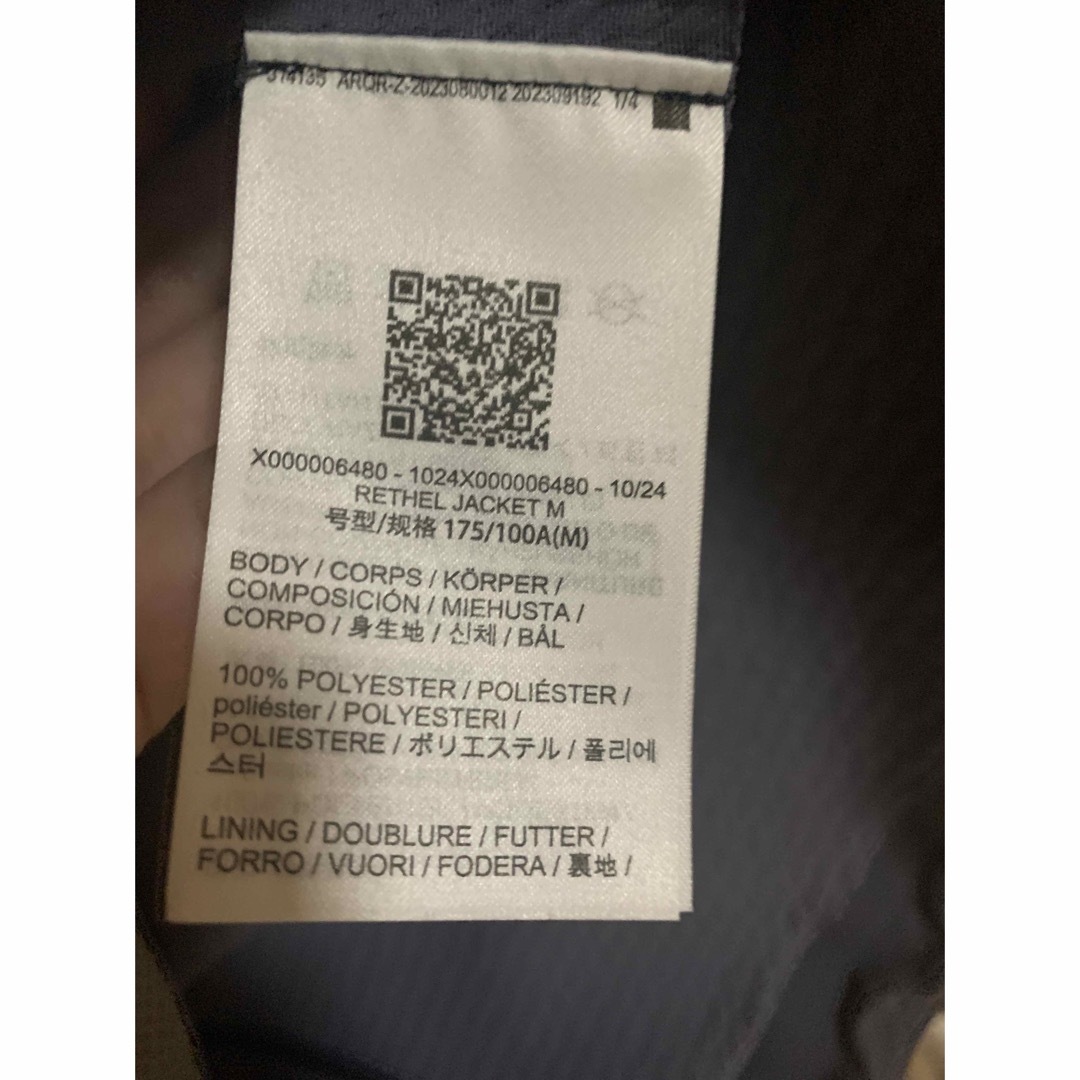 314135 ARQR-Z-2023080012 202309192 1/4
X000006480 - 1024X000006480 - 10/24
RETHEL JACKET M
号型/规格 175/100A(M)
BODY / CORPS / KÖRPER /
COMPOSICIÓN / MIEHUSTA /
CORPO / 身生地 / 신체 / BÅL
100% POLYESTER / POLIÉSTER /
poliéster / POLYESTERI /
POLIESTERE / ポリエステル / 폴리에
스터
LINING / DOUBLURE / FUTTER /
FORRO / VUORI / FODERA / 裏地 /